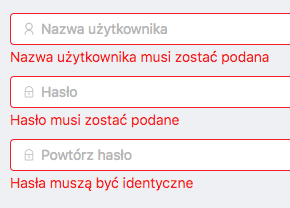 Nazwa użytkownika
Nazwa użytkownika musi zostać podana
Hasło
Hasło musi zostać podane
Powtórz hasło
Hasła muszą być identyczne